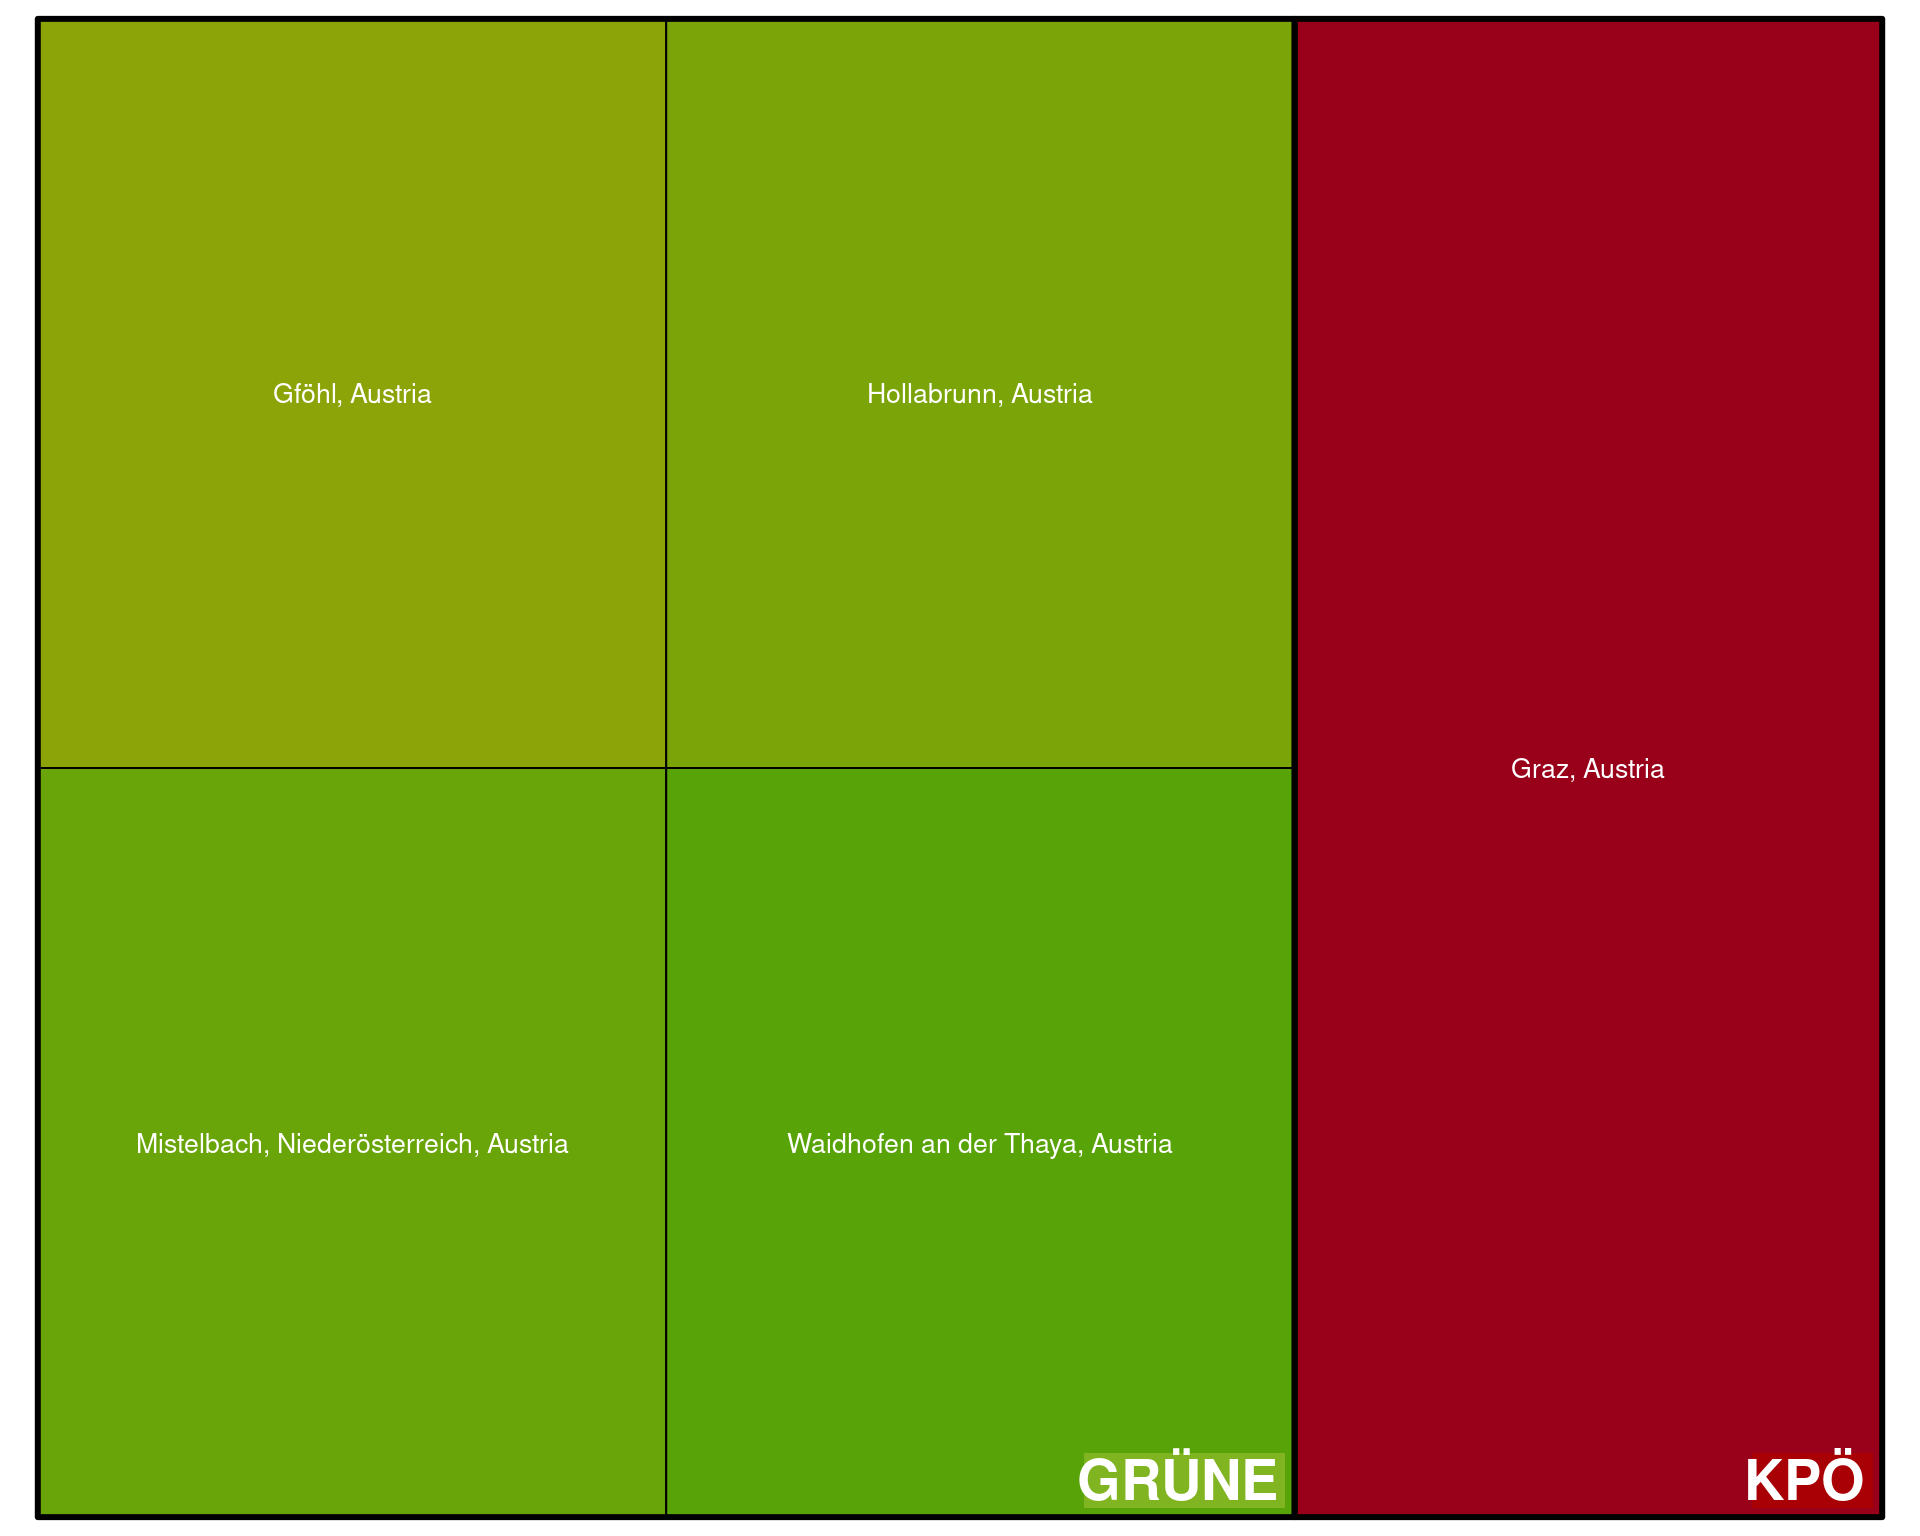 Gföhl, Austria
Hollabrunn, Austria
Graz, Austria
Mistelbach, Niederösterreich, Austria
Waidhofen an der Thaya, Austria
GRÜNE
KPÖ